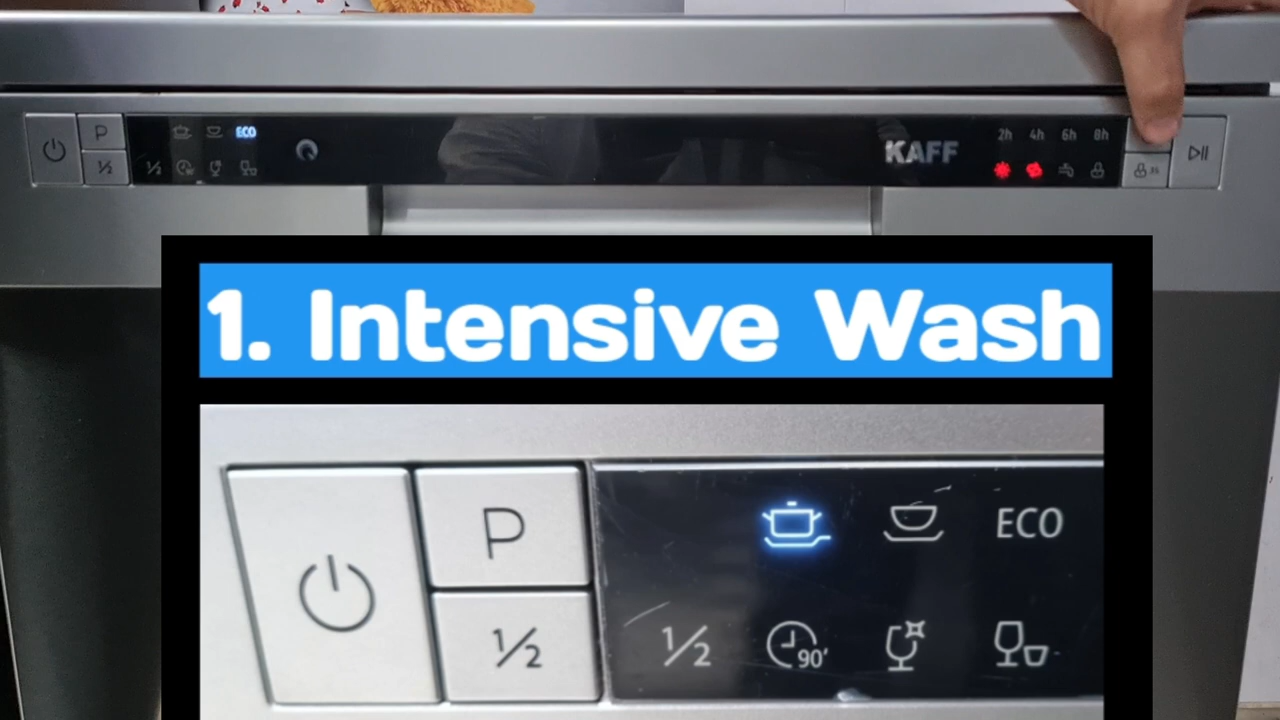 P
ECO
½
½
KAFF
2h 4h 6h 8h
1. Intensive Wash
P
ECO
½
½
90'